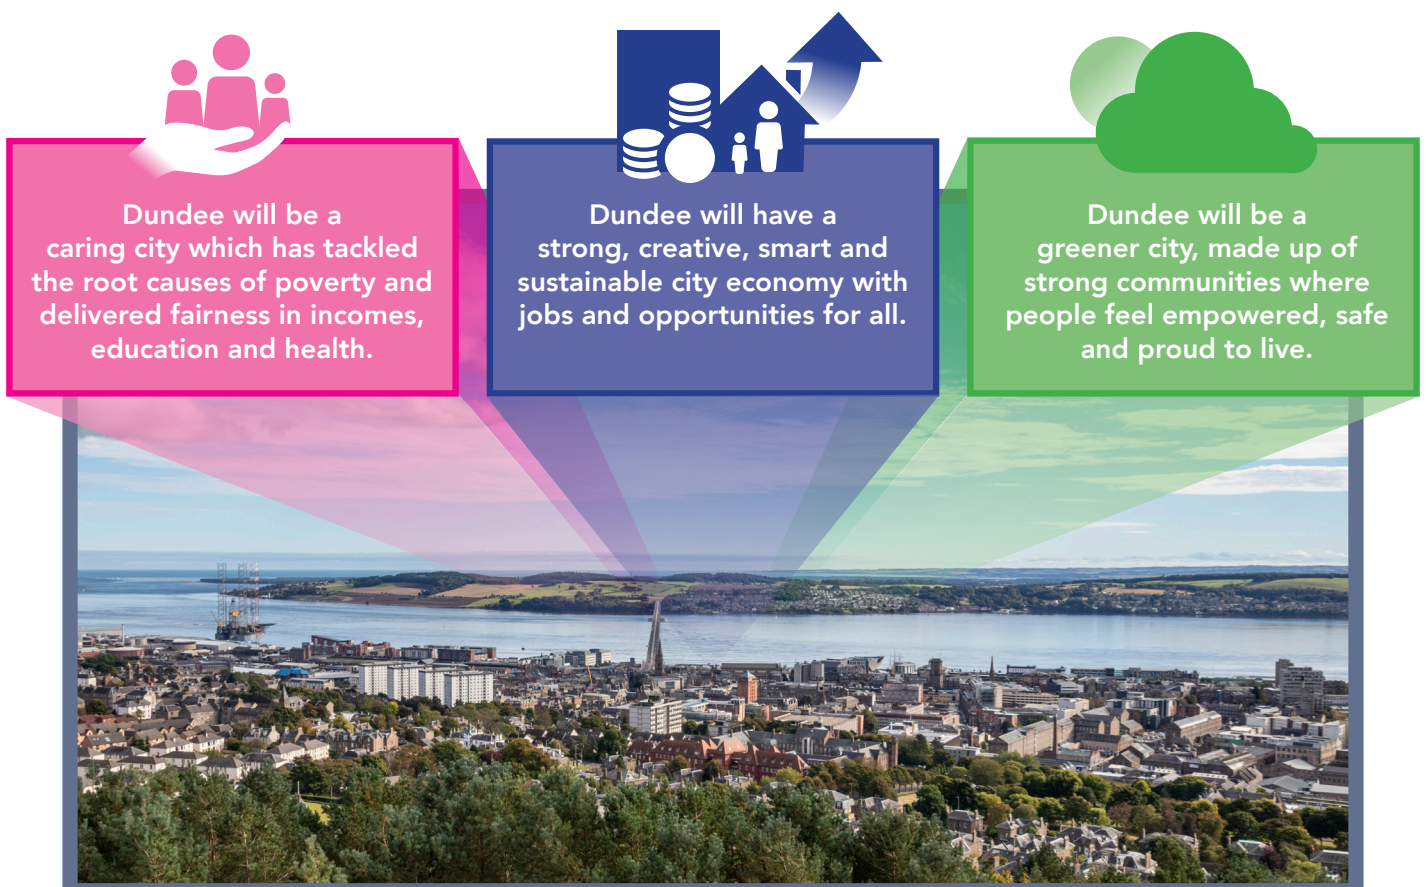 Dundee will be a
caring city which has tackled
the root causes of poverty and
delivered fairness in incomes,
education and health.
Dundee will have a
strong, creative, smart and
sustainable city economy with
jobs and opportunities for all.
Dundee will be a
greener city, made up of
strong communities where
people feel empowered, safe
and proud to live.